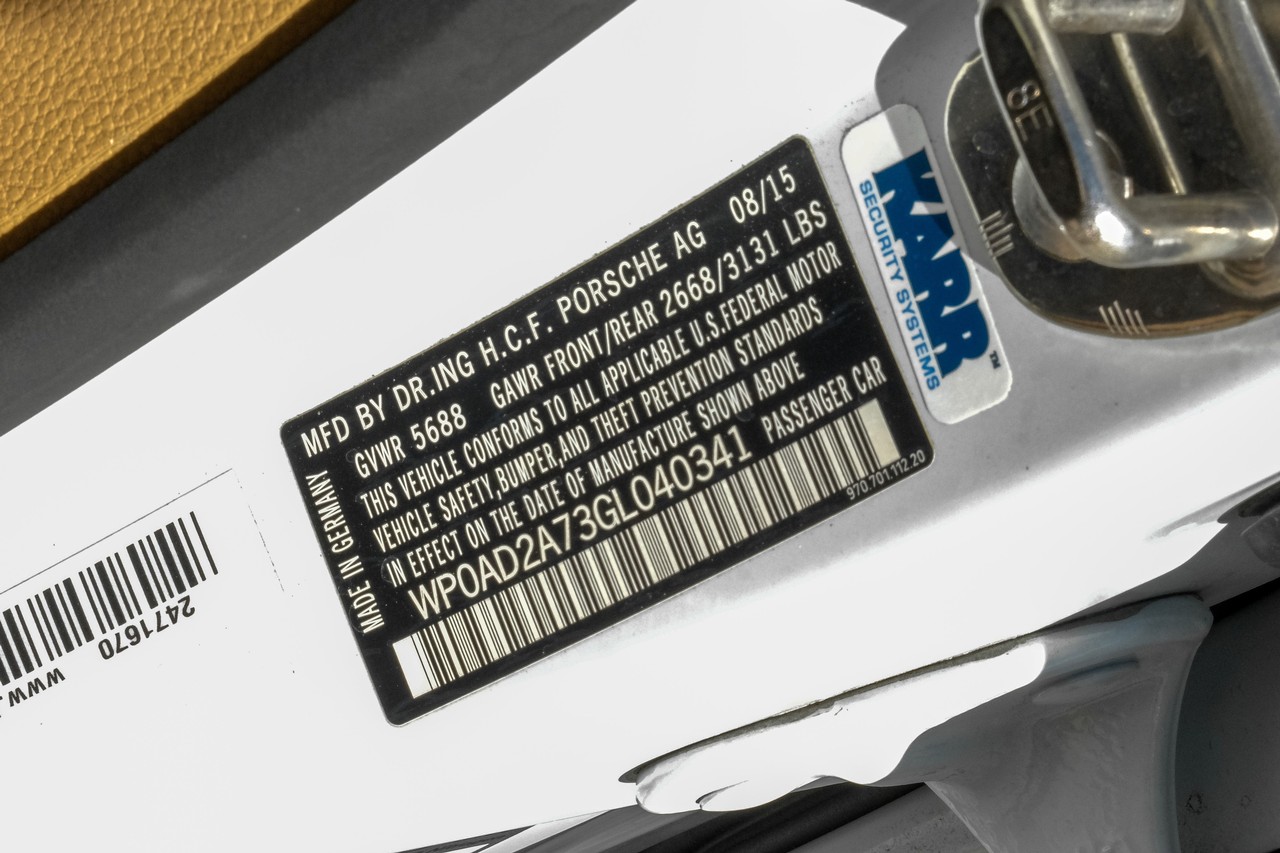 MFD BY DR.ING H.C.F. PORSCHE AG 08/15
GVWR 5688 GAWR FRONT/REAR 2668/3131 LBS
THIS VEHICLE CONFORMS TO ALL APPLICABLE U.S.FEDERAL MOTOR
VEHICLE SAFETY,BUMPER,AND THEFT PREVENTION STANDARDS
IN EFFECT ON THE DATE OF MANUFACTURE SHOWN ABOVE
WP0AD2A73GL040341 PASSENGER CAR
970.701.112.20
MADE IN GERMANY
KARR™
SECURITY SYSTEMS
8E
2471670
www.